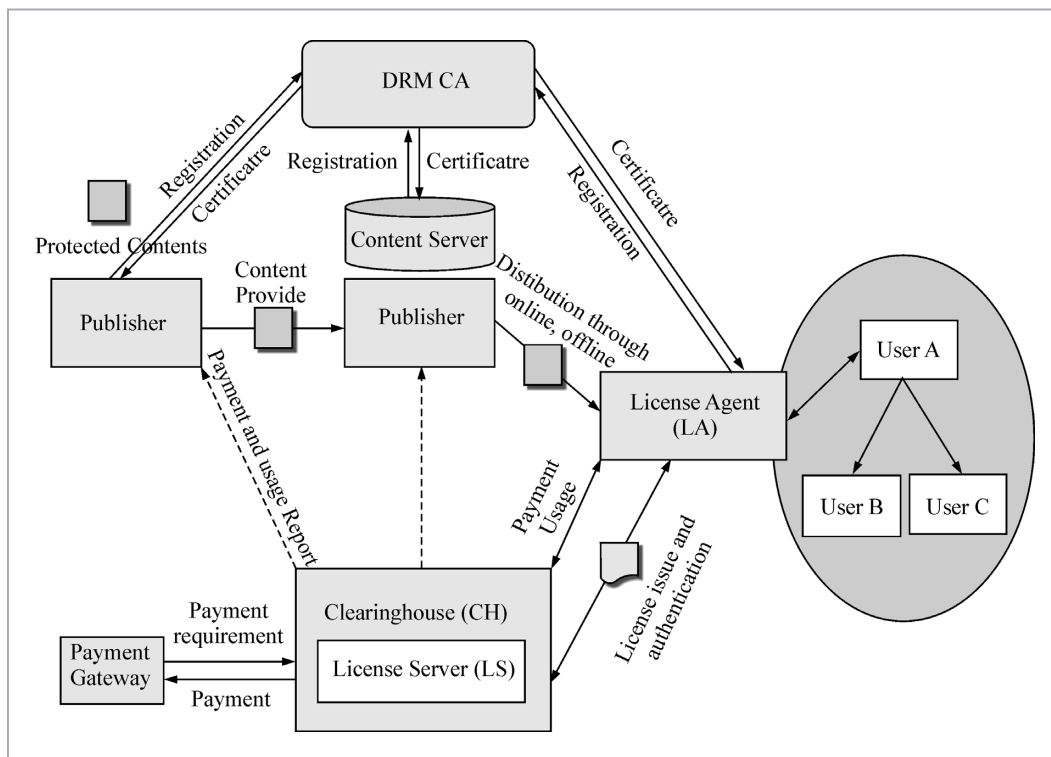 DRM CA
Registration
Certificatre
Registration
Certificatre
Certificatre
Registration
Protected Contents
Content Server
Content
Provide
Publisher
Publisher
Distibution through
online, offline
User A
License Agent
(LA)
User B
User C
Payment and usage Report
Payment
Usage
License issue and
authentication
Clearinghouse (CH)
License Server (LS)
Payment
requirement
Payment
Gateway
Payment